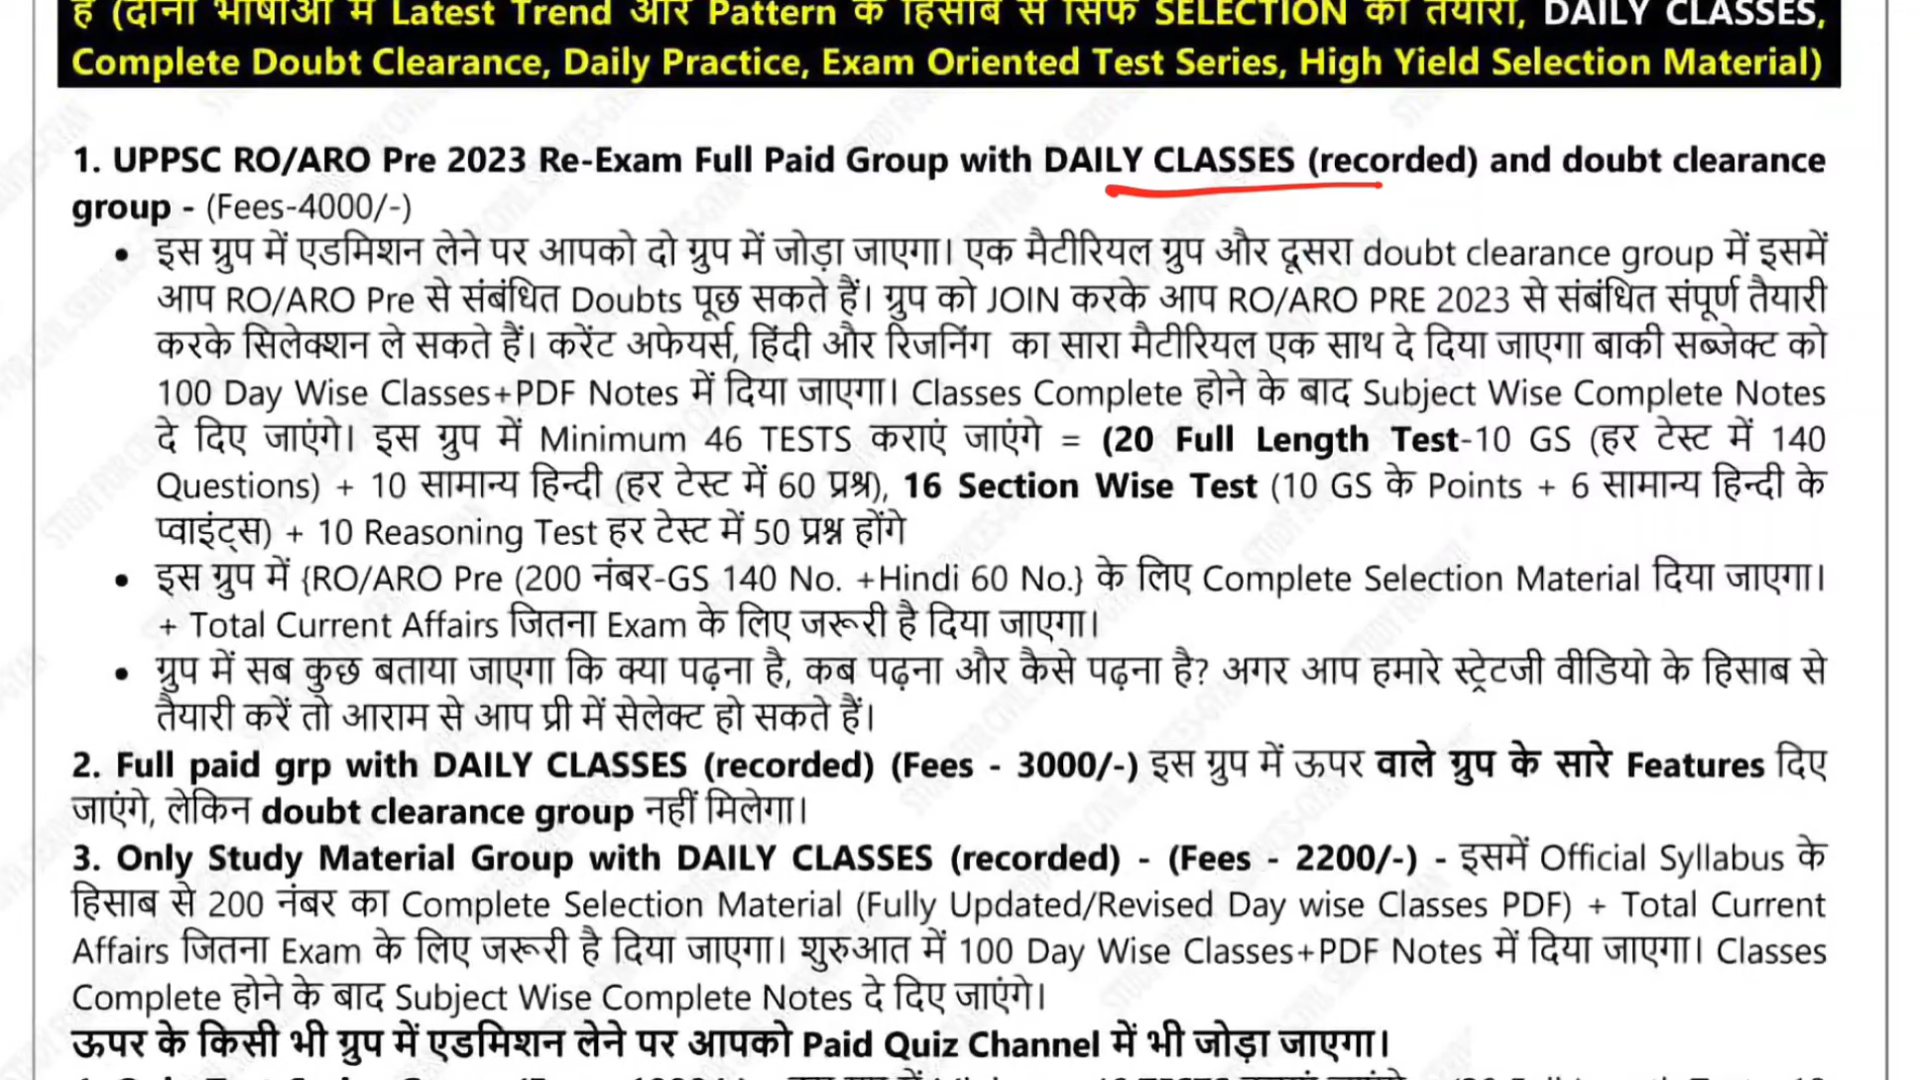 है (दोनों भाषाओं में Latest Trend और Pattern के हिसाब से सिर्फ SELECTION की तैयारी, DAILY CLASSES,
Complete Doubt Clearance, Daily Practice, Exam Oriented Test Series, High Yield Selection Material)
1. UPPSC RO/ARO Pre 2023 Re-Exam Full Paid Group with DAILY CLASSES (recorded) and doubt clearance
group - (Fees-4000/-)
• इस ग्रुप में एडमिशन लेने पर आपको दो ग्रुप में जोड़ा जाएगा। एक मैटीरियल ग्रुप और दूसरा doubt clearance group में इसमें
आप RO/ARO Pre से संबंधित Doubts पूछ सकते हैं। ग्रुप को JOIN करके आप RO/ARO PRE 2023 से संबंधित संपूर्ण तैयारी
करके सिलेक्शन ले सकते हैं। करेंट अफेयर्स, हिंदी और रिजनिंग का सारा मैटीरियल एक साथ दे दिया जाएगा बाकी सब्जेक्ट को
100 Day Wise Classes+PDF Notes में दिया जाएगा। Classes Complete होने के बाद Subject Wise Complete Notes
दे दिए जाएंगे। इस ग्रुप में Minimum 46 TESTS कराएं जाएंगे = (20 Full Length Test-10 GS (हर टेस्ट में 140
Questions) + 10 सामान्य हिन्दी (हर टेस्ट में 60 प्रश्न), 16 Section Wise Test (10 GS के Points + 6 सामान्य हिन्दी के
प्वाइंट्स) + 10 Reasoning Test हर टेस्ट में 50 प्रश्न होंगे
• इस ग्रुप में {RO/ARO Pre (200 नंबर-GS 140 No. +Hindi 60 No.} के लिए Complete Selection Material दिया जाएगा।
+ Total Current Affairs जितना Exam के लिए जरूरी है दिया जाएगा।
• ग्रुप में सब कुछ बताया जाएगा कि क्या पढ़ना है, कब पढ़ना और कैसे पढ़ना है? अगर आप हमारे स्ट्रेटजी वीडियो के हिसाब से
तैयारी करें तो आराम से आप प्री में सेलेक्ट हो सकते हैं।
2. Full paid grp with DAILY CLASSES (recorded) (Fees - 3000/-) इस ग्रुप में ऊपर वाले ग्रुप के सारे Features दिए
जाएंगे, लेकिन doubt clearance group नहीं मिलेगा।
3. Only Study Material Group with DAILY CLASSES (recorded) - (Fees - 2200/-) - इसमें Official Syllabus के
हिसाब से 200 नंबर का Complete Selection Material (Fully Updated/Revised Day wise Classes PDF) + Total Current
Affairs जितना Exam के लिए जरूरी है दिया जाएगा। शुरुआत में 100 Day Wise Classes+PDF Notes में दिया जाएगा। Classes
Complete होने के बाद Subject Wise Complete Notes दे दिए जाएंगे।
ऊपर के किसी भी ग्रुप में एडमिशन लेने पर आपको Paid Quiz Channel में भी जोड़ा जाएगा।